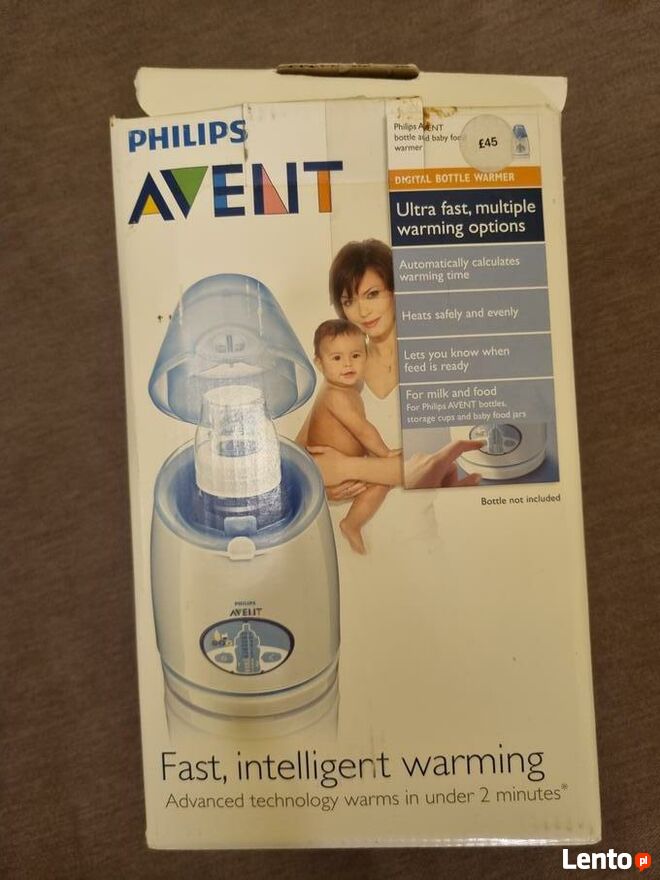 PHILIPS
AVENT
Philips AVENT
bottle and baby food
warmer
£45
DIGITAL BOTTLE WARMER
Ultra fast, multiple
warming options
Automatically calculates
warming time
Heats safely and evenly
Lets you know when
feed is ready
For milk and food
For Philips AVENT bottles,
storage cups and baby food jars
Bottle not included
PHILIPS
AVENT
Fast, intelligent warming
Advanced technology warms in under 2 minutes*
Lento pl